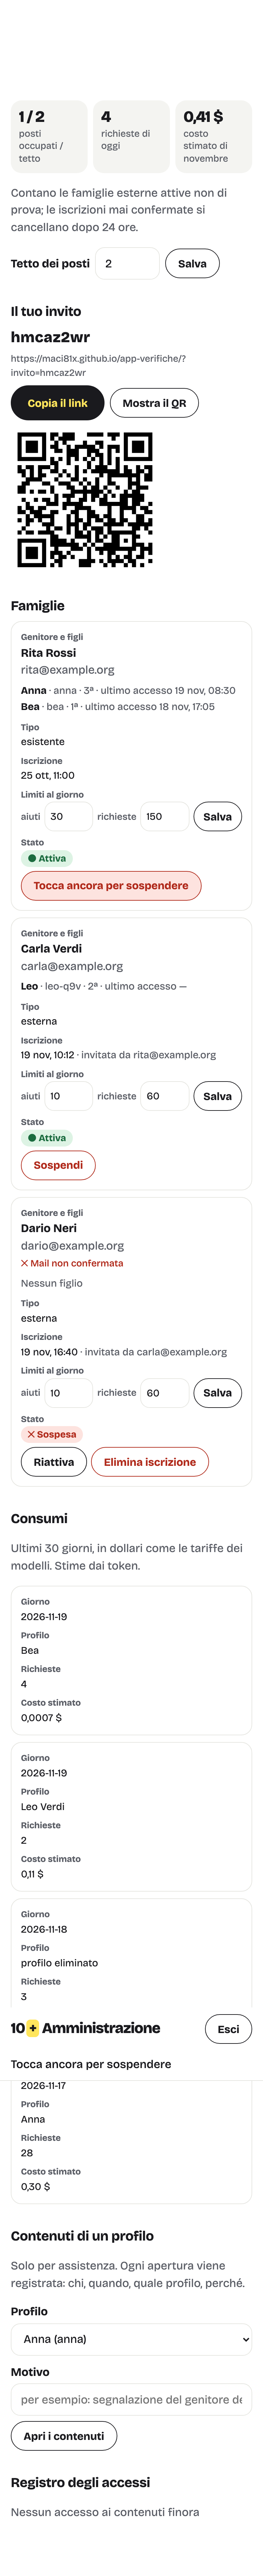 1 / 2
posti
occupati /
tetto
4
richieste di
oggi
0,41 $
costo
stimato di
novembre
Contano le famiglie esterne attive non di
prova; le iscrizioni mai confermate si
cancellano dopo 24 ore.
Tetto dei posti 2 Salva
Il tuo invito
hmcaz2wr
https://maci81x.github.io/app-verifiche/?
invito=hmcaz2wr
Copia il link Mostra il QR
Famiglie
Genitore e figli
Rita Rossi
rita@example.org
Anna · anna · 3ª · ultimo accesso 19 nov, 08:30
Bea · bea · 1ª · ultimo accesso 18 nov, 17:05
Tipo
esistente
Iscrizione
25 ott, 11:00
Limiti al giorno
aiuti 30 richieste 150 Salva
Stato
Attiva
Tocca ancora per sospendere
Genitore e figli
Carla Verdi
carla@example.org
Leo · leo-q9v · 2ª · ultimo accesso —
Tipo
esterna
Iscrizione
19 nov, 10:12 · invitata da rita@example.org
Limiti al giorno
aiuti 10 richieste 60 Salva
Stato
Attiva
Sospendi
Genitore e figli
Dario Neri
dario@example.org
✕ Mail non confermata
Nessun figlio
Tipo
esterna
Iscrizione
19 nov, 16:40 · invitata da carla@example.org
Limiti al giorno
aiuti 10 richieste 60 Salva
Stato
✕ Sospesa
Riattiva Elimina iscrizione
Consumi
Ultimi 30 giorni, in dollari come le tariffe dei
modelli. Stime dai token.
Giorno
2026-11-19
Profilo
Bea
Richieste
4
Costo stimato
0,0007 $
Giorno
2026-11-19
Profilo
Leo Verdi
Richieste
2
Costo stimato
0,11 $
Giorno
2026-11-18
Profilo
profilo eliminato
Richieste
3
10+ Amministrazione Esci
Tocca ancora per sospendere
2026-11-17
Profilo
Anna
Richieste
28
Costo stimato
0,30 $
Contenuti di un profilo
Solo per assistenza. Ogni apertura viene
registrata: chi, quando, quale profilo, perché.
Profilo
Anna (anna)
Motivo
per esempio: segnalazione del genitore de
Apri i contenuti
Registro degli accessi
Nessun accesso ai contenuti finora